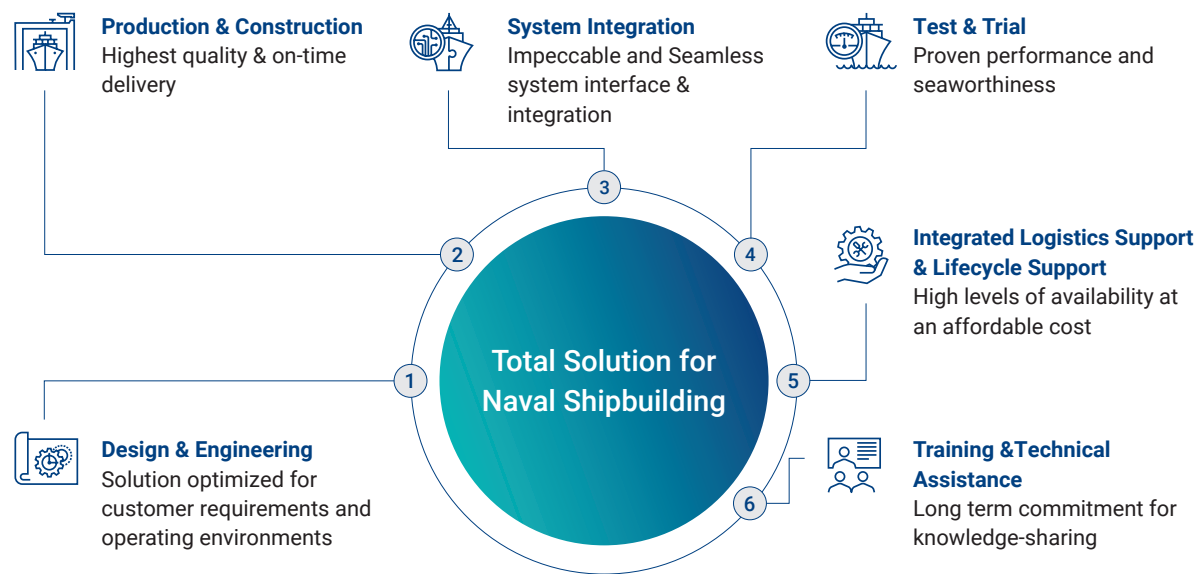 Production & Construction
Highest quality & on-time
delivery
System Integration
Impeccable and Seamless
system interface &
integration
Test & Trial
Proven performance and
seaworthiness
3
2
4
Integrated Logistics Support
& Lifecycle Support
High levels of availability at
an affordable cost
Total Solution for
Naval Shipbuilding
1
5
Design & Engineering
Solution optimized for
customer requirements and
operating environments
6
Training &Technical
Assistance
Long term commitment for
knowledge-sharing